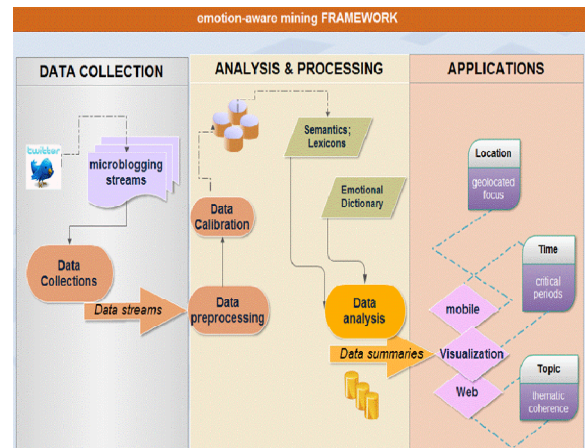 emotion-aware mining FRAMEWORK
DATA COLLECTION
ANALYSIS & PROCESSING
APPLICATIONS
twitter
microblogging
streams
Data
Collections
Data streams
Data
Calibration
Data
preprocessing
Semantics;
Lexicons
Emotional
Dictionary
Data
analysis
Data summaries
Location
geolocated
focus
Time
critical
periods
mobile
Visualization
Web
Topic
thematic
coherence